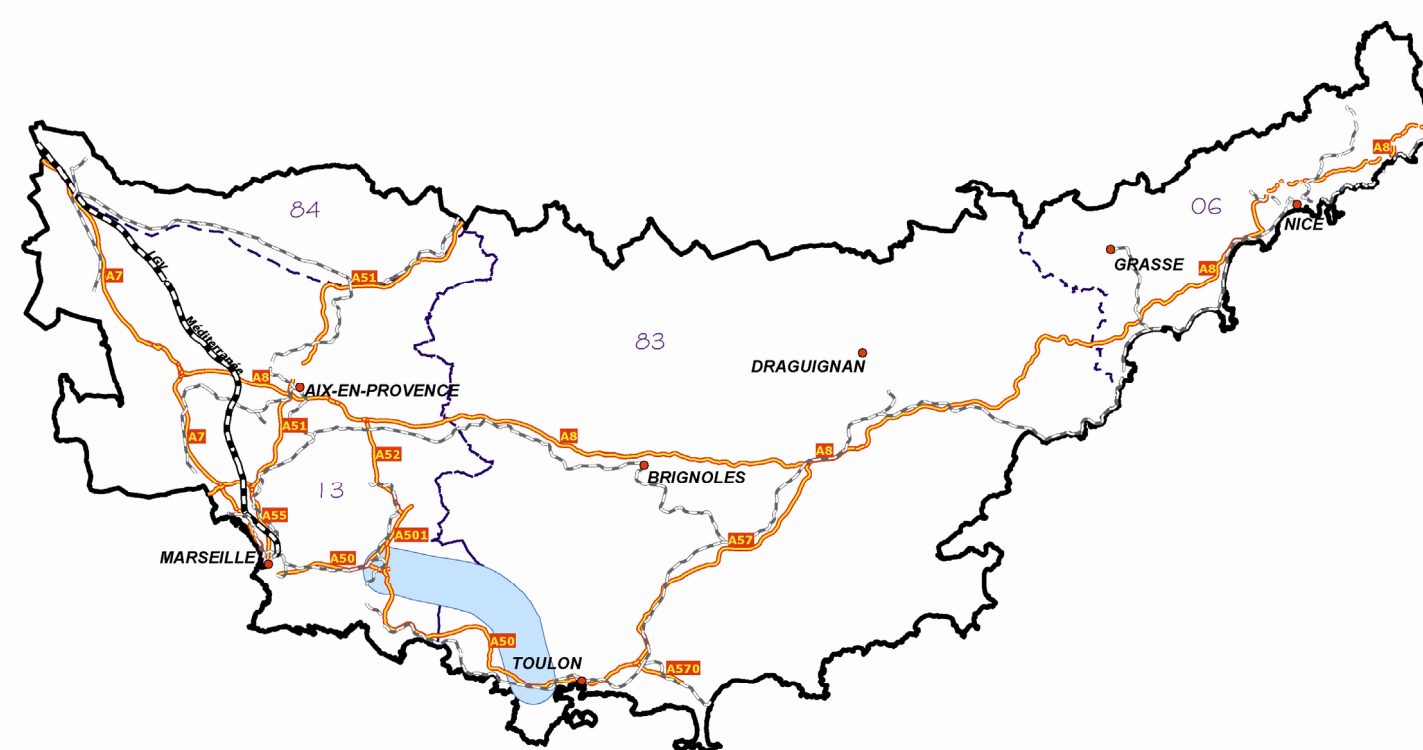 A8
84
06
NICE
GRASSE
A8
A7
LGV
A51
Méditerranée
83
DRAGUIGNAN
A8
AIX-EN-PROVENCE
A7
A51
A8
A52
A8
BRIGNOLES
13
A55
A501
A57
MARSEILLE
A50
A50
TOULON
A570